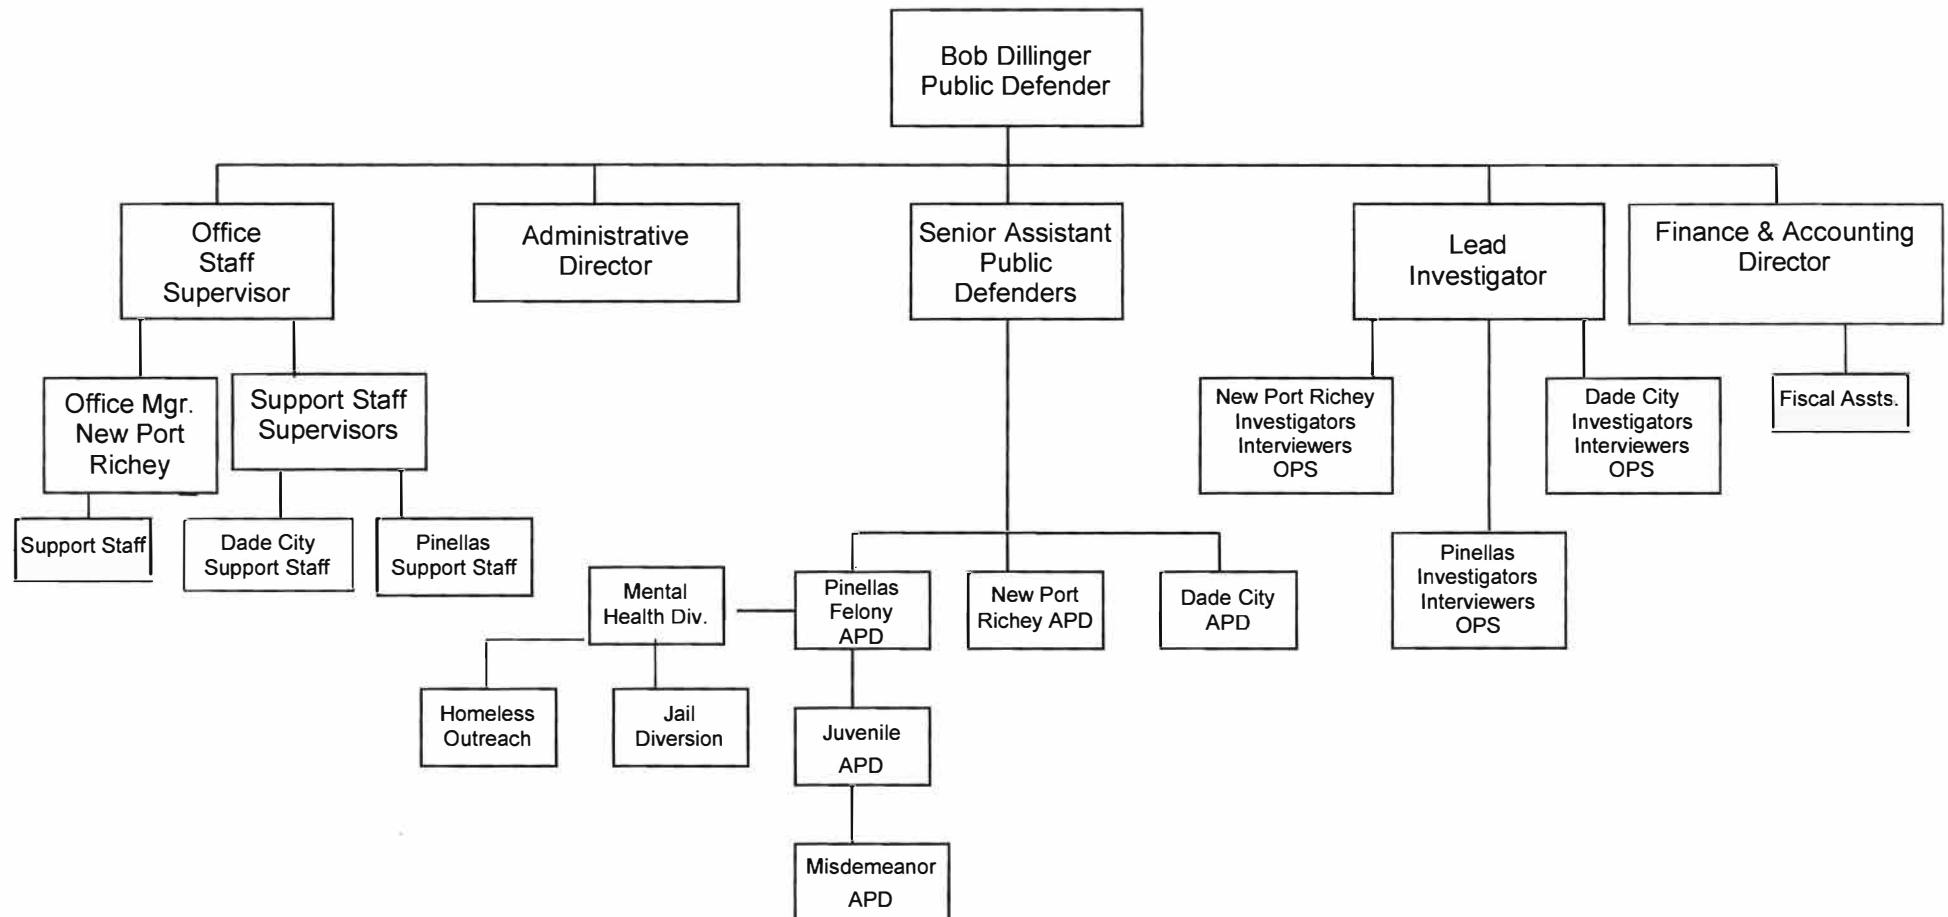 Bob Dillinger
Public Defender
Office
Staff
Supervisor
Administrative
Director
Senior Assistant
Public
Defenders
Lead
Investigator
Finance & Accounting
Director
Office Mgr.
New Port
Richey
Support Staff
Supervisors
New Port Richey
Investigators
Interviewers
OPS
Dade City
Investigators
Interviewers
OPS
Fiscal Assts.
Support Staff
Dade City
Support Staff
Pinellas
Support Staff
Mental
Health Div.
Pinellas
Felony
APD
New Port
Richey APD
Dade City
APD
Pinellas
Investigators
Interviewers
OPS
Homeless
Outreach
Jail
Diversion
Juvenile
APD
Misdemeanor
APD